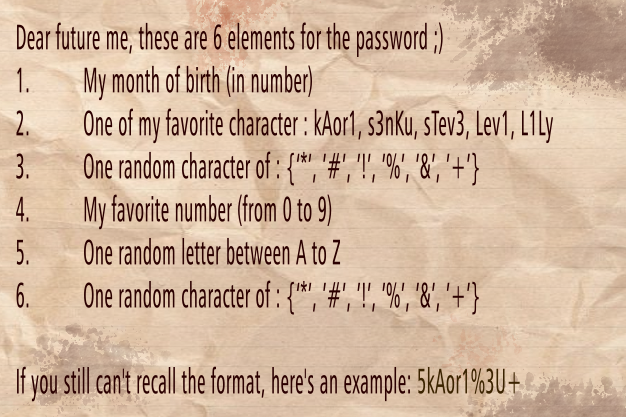 Dear future me, these are 6 elements for the password ;)
1. My month of birth (in number)
2. One of my favorite character : kAor1, s3nKu, sTev3, Lev1, L1Ly
3. One random character of : {'*', '#', '!', '%', '&', '+'}
4. My favorite number (from 0 to 9)
5. One random letter between A to Z
6. One random character of : {'*', '#', '!', '%', '&', '+'}
If you still can't recall the format, here's an example: 5kAor1%3U+